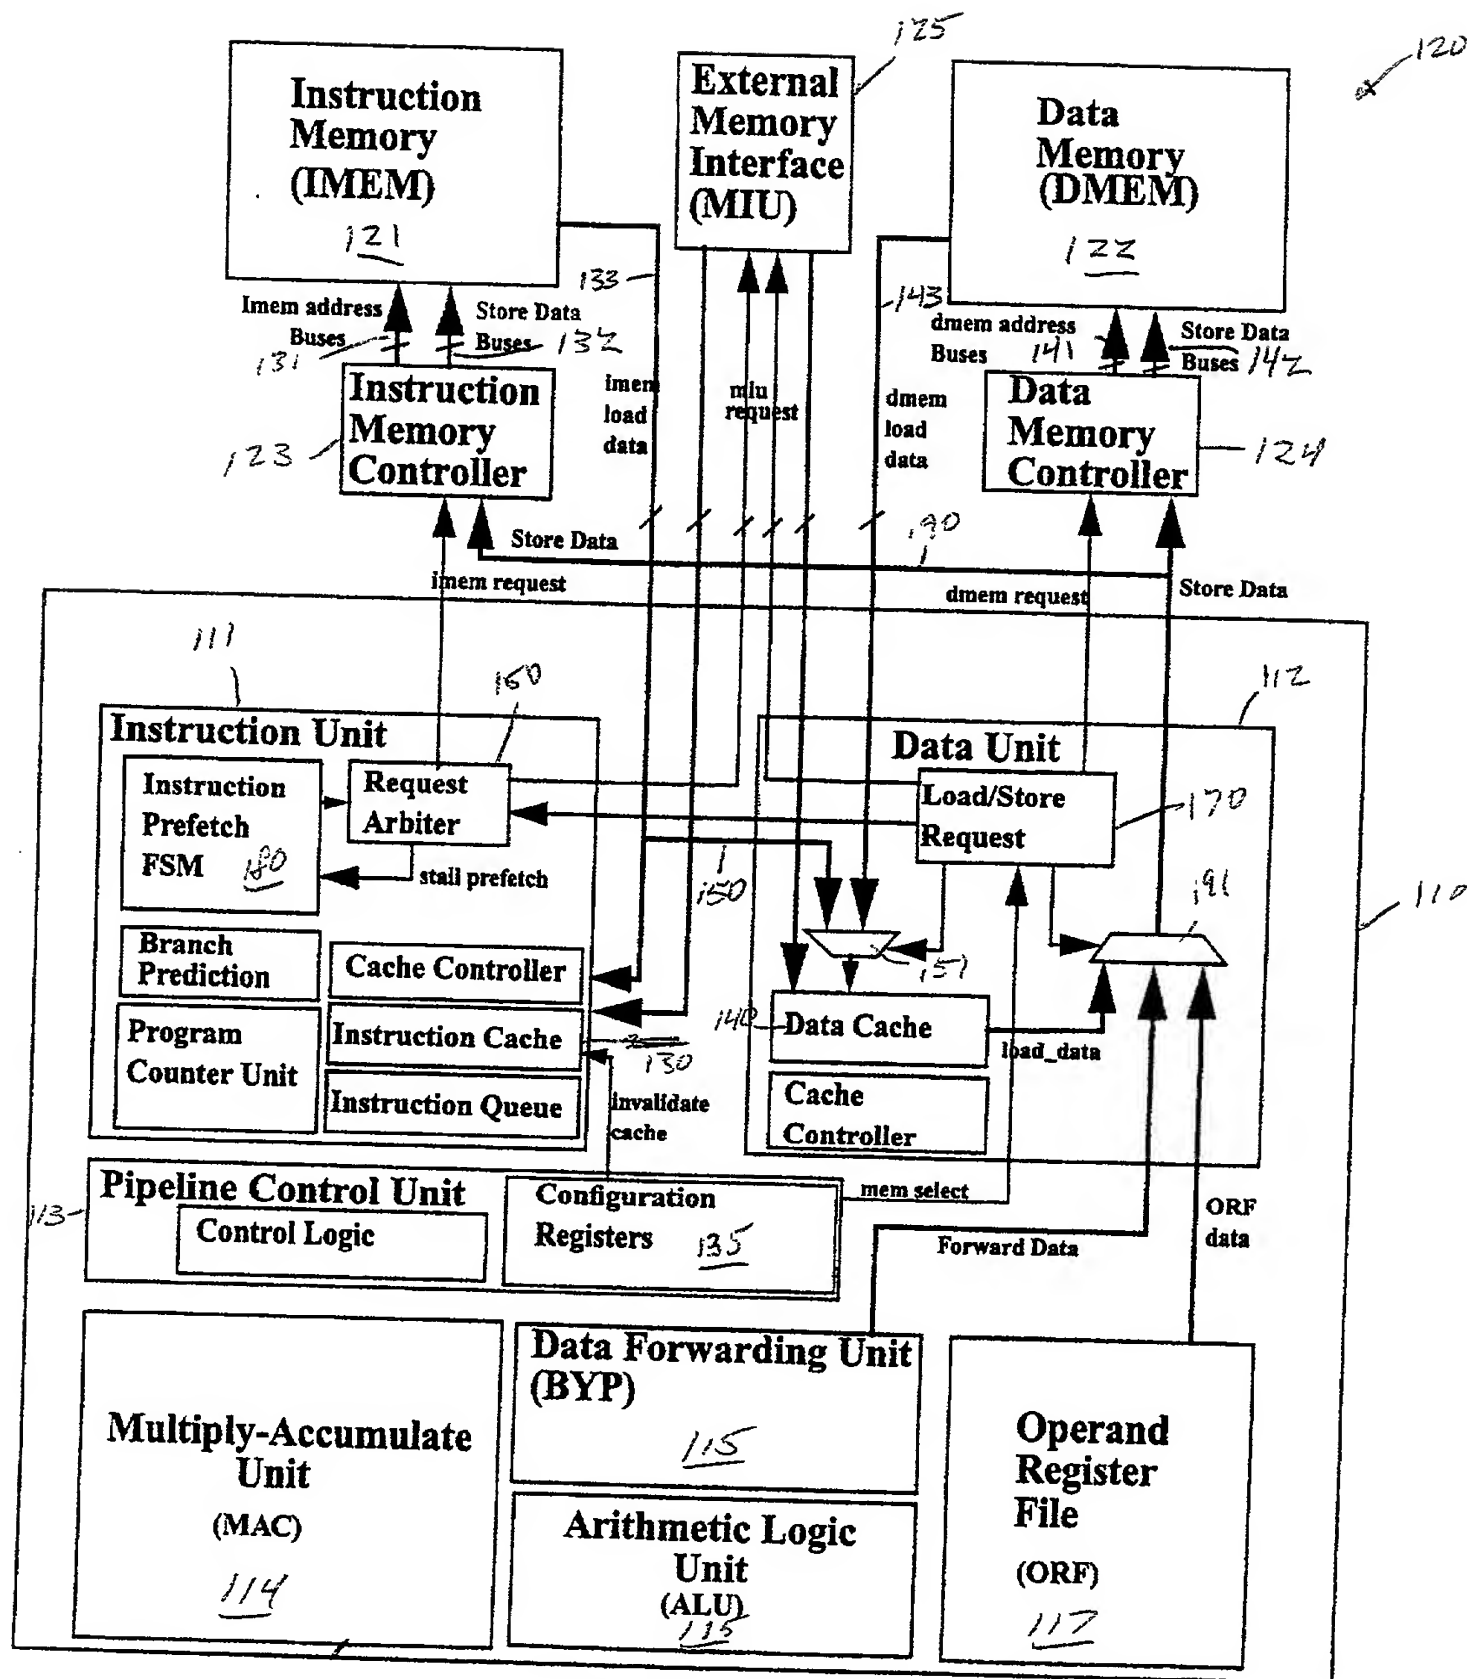 125
120
Instruction
Memory
(IMEM)
121
External
Memory
Interface
(MIU)
Data
Memory
(DMEM)
122
133
143
Imem address
Buses
131
Store Data
Buses
132
dmem address
Buses
141
Store Data
Buses
142
Instruction
Memory
Controller
123
imem
load
data
miu
request
dmem
load
data
Data
Memory
Controller
124
190
Store Data
imem request
dmem request
Store Data
111
160
112
Instruction Unit
Data Unit
Instruction
Prefetch
FSM
180
Request
Arbiter
stall prefetch
Load/Store
Request
170
150
191
110
151
Branch
Prediction
Cache Controller
Program
Counter Unit
Instruction Cache
130
Instruction Queue
invalidate
cache
140
Data Cache
load_data
Cache
Controller
Pipeline Control Unit
113
Control Logic
Configuration
Registers
135
mem select
Forward Data
ORF
data
Multiply-Accumulate
Unit
(MAC)
114
Data Forwarding Unit
(BYP)
115
Arithmetic Logic
Unit
(ALU)
115
Operand
Register
File
(ORF)
117